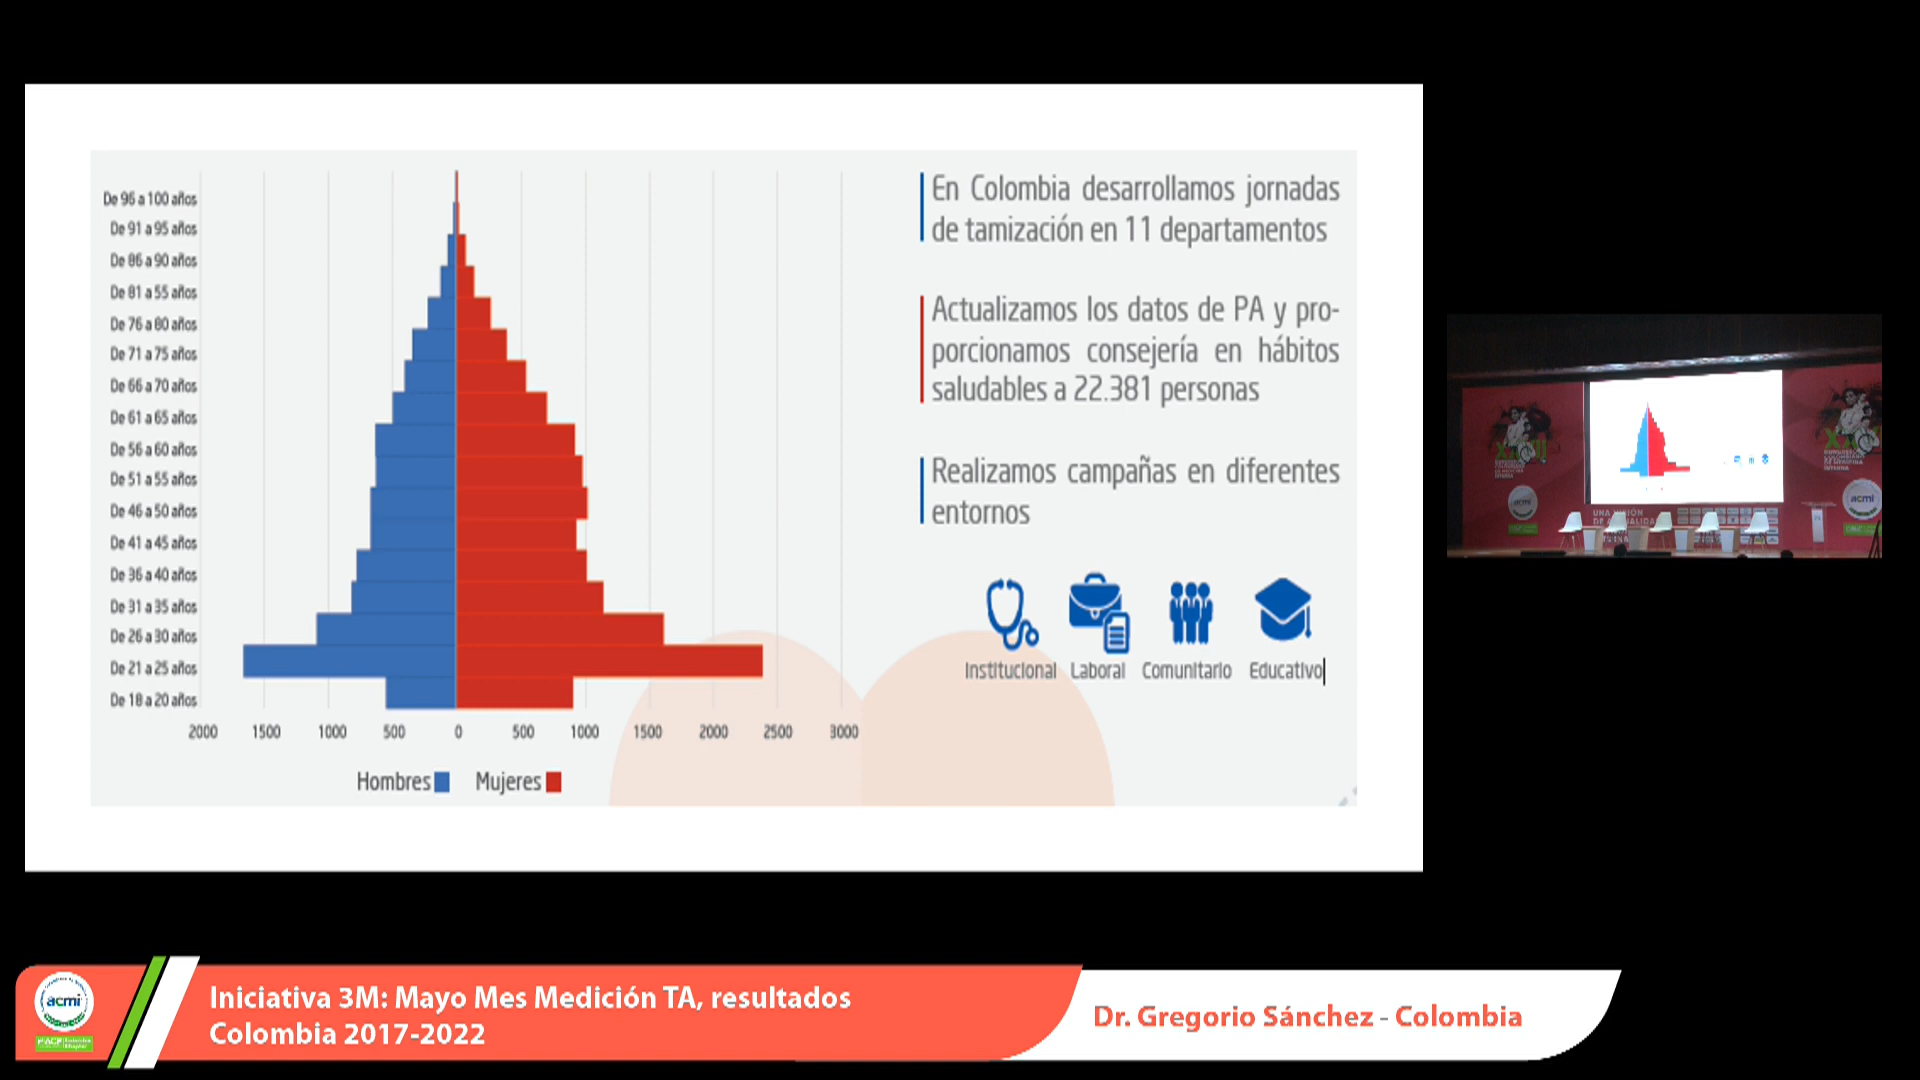 De 96 a 100 años
De 91 a 95 años
De 86 a 90 años
De 81 a 55 años
De 76 a 80 años
De 71 a 75 años
De 66 a 70 años
De 61 a 65 años
De 56 a 60 años
De 51 a 55 años
De 46 a 50 años
De 41 a 45 años
De 36 a 40 años
De 31 a 35 años
De 26 a 30 años
De 21 a 25 años
De 18 a 20 años
2000 1500 1000 500 0 500 1000 1500 2000 2500 3000
Hombres Mujeres
En Colombia desarrollamos jornadas
de tamización en 11 departamentos
Actualizamos los datos de PA y pro-
porcionamos consejería en hábitos
saludables a 22.381 personas
Realizamos campañas en diferentes
entornos
Institucional Laboral Comunitario Educativo
acmi
acmi
UNA VISIÓN
acmi
Iniciativa 3M: Mayo Mes Medición TA, resultados
Colombia 2017-2022
Dr. Gregorio Sánchez - Colombia